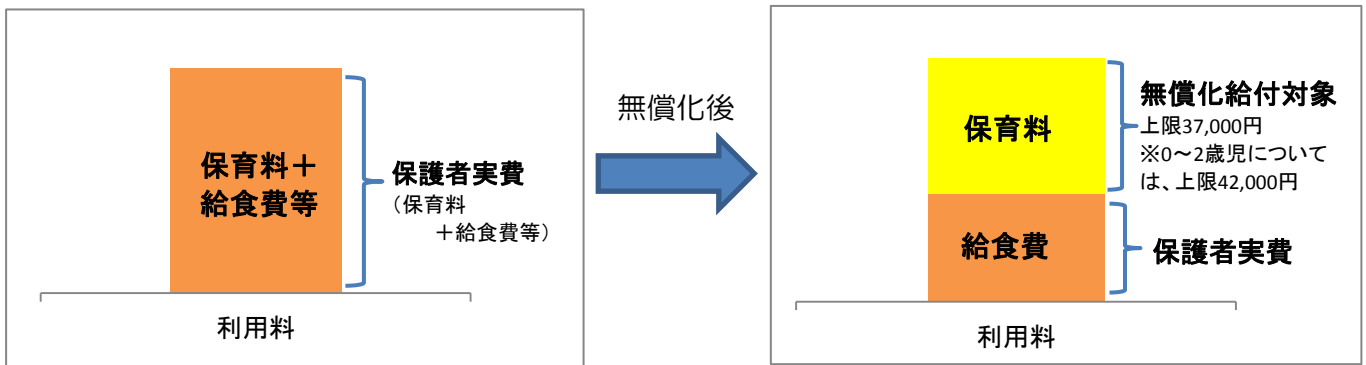 保育料＋
給食費等
保護者実費
（保育料
＋給食費等）
利用料
無償化後
保育料
給食費
無償化給付対象
上限37,000円
※0～2歳児について
は、上限42,000円
保護者実費
利用料